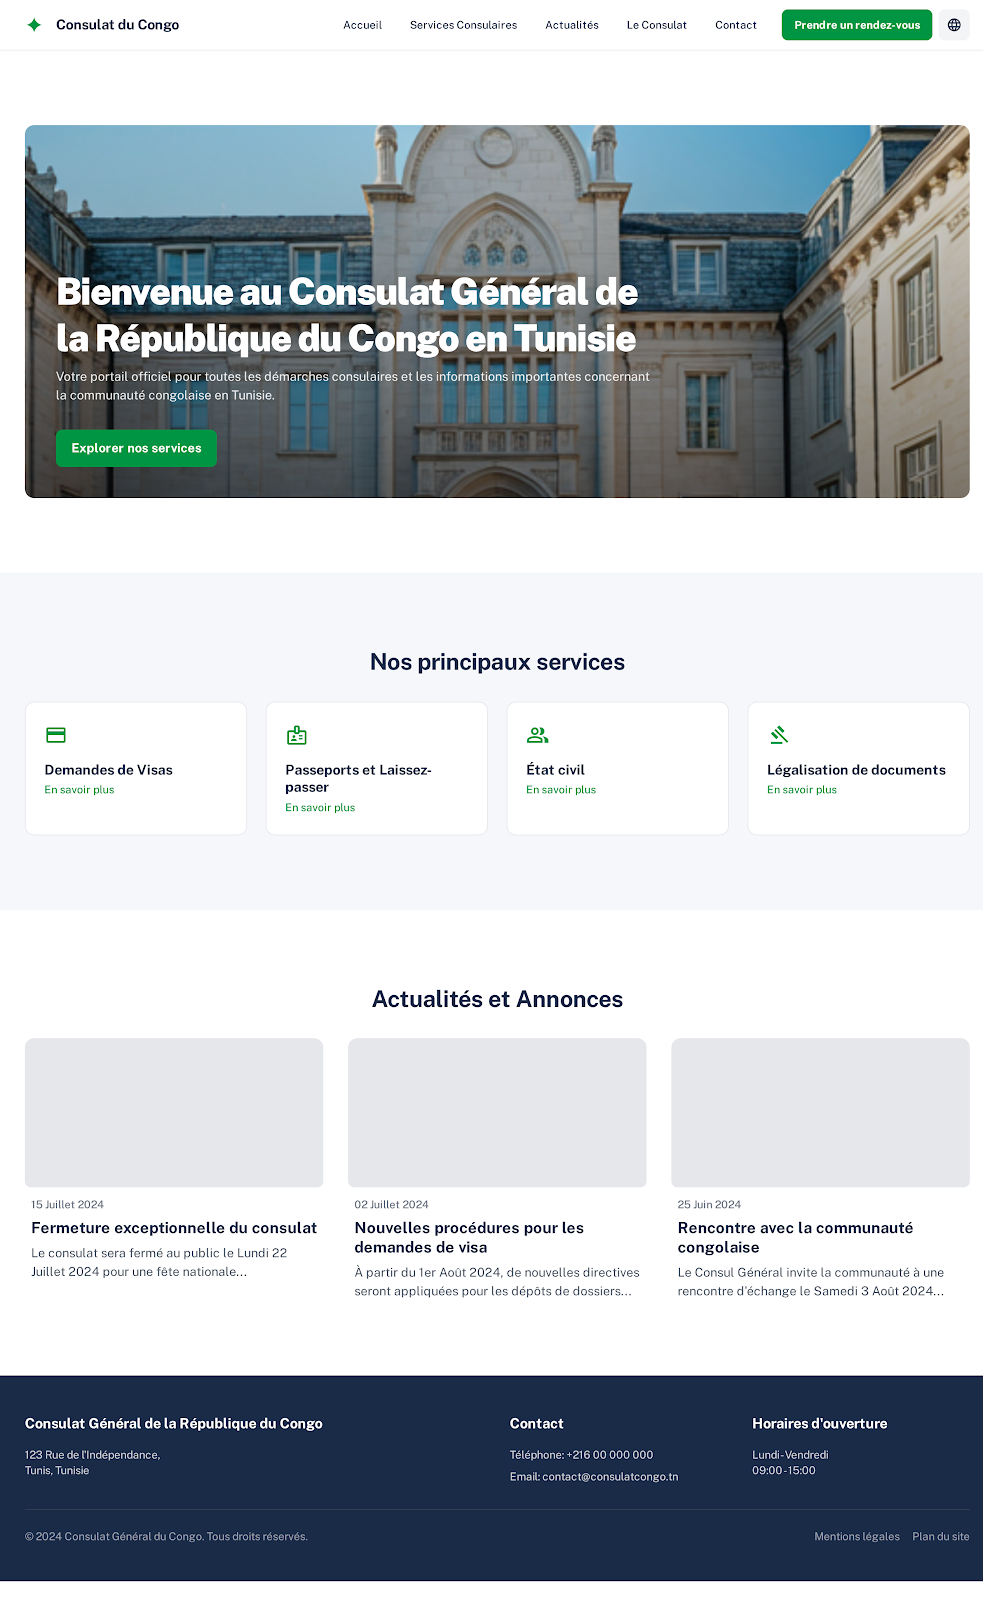 Consulat du Congo
Accueil
Services Consulaires
Actualités
Le Consulat
Contact
Prendre un rendez-vous
Bienvenue au Consulat Général de
la République du Congo en Tunisie
Votre portail officiel pour toutes les démarches consulaires et les informations importantes concernant
la communauté congolaise en Tunisie.
Explorer nos services
Nos principaux services
Demandes de Visas
En savoir plus
Passeports et Laissez-
passer
En savoir plus
État civil
En savoir plus
Légalisation de documents
En savoir plus
Actualités et Annonces
15 Juillet 2024
Fermeture exceptionnelle du consulat
Le consulat sera fermé au public le Lundi 22
Juillet 2024 pour une fête nationale...
02 Juillet 2024
Nouvelles procédures pour les
demandes de visa
À partir du 1er Août 2024, de nouvelles directives
seront appliquées pour les dépôts de dossiers...
25 Juin 2024
Rencontre avec la communauté
congolaise
Le Consul Général invite la communauté à une
rencontre d'échange le Samedi 3 Août 2024...
Consulat Général de la République du Congo
123 Rue de l'Indépendance,
Tunis, Tunisie
Contact
Téléphone: +216 00 000 000
Email: contact@consulatcongo.tn
Horaires d'ouverture
Lundi - Vendredi
09:00 - 15:00
© 2024 Consulat Général du Congo. Tous droits réservés.
Mentions légales
Plan du site